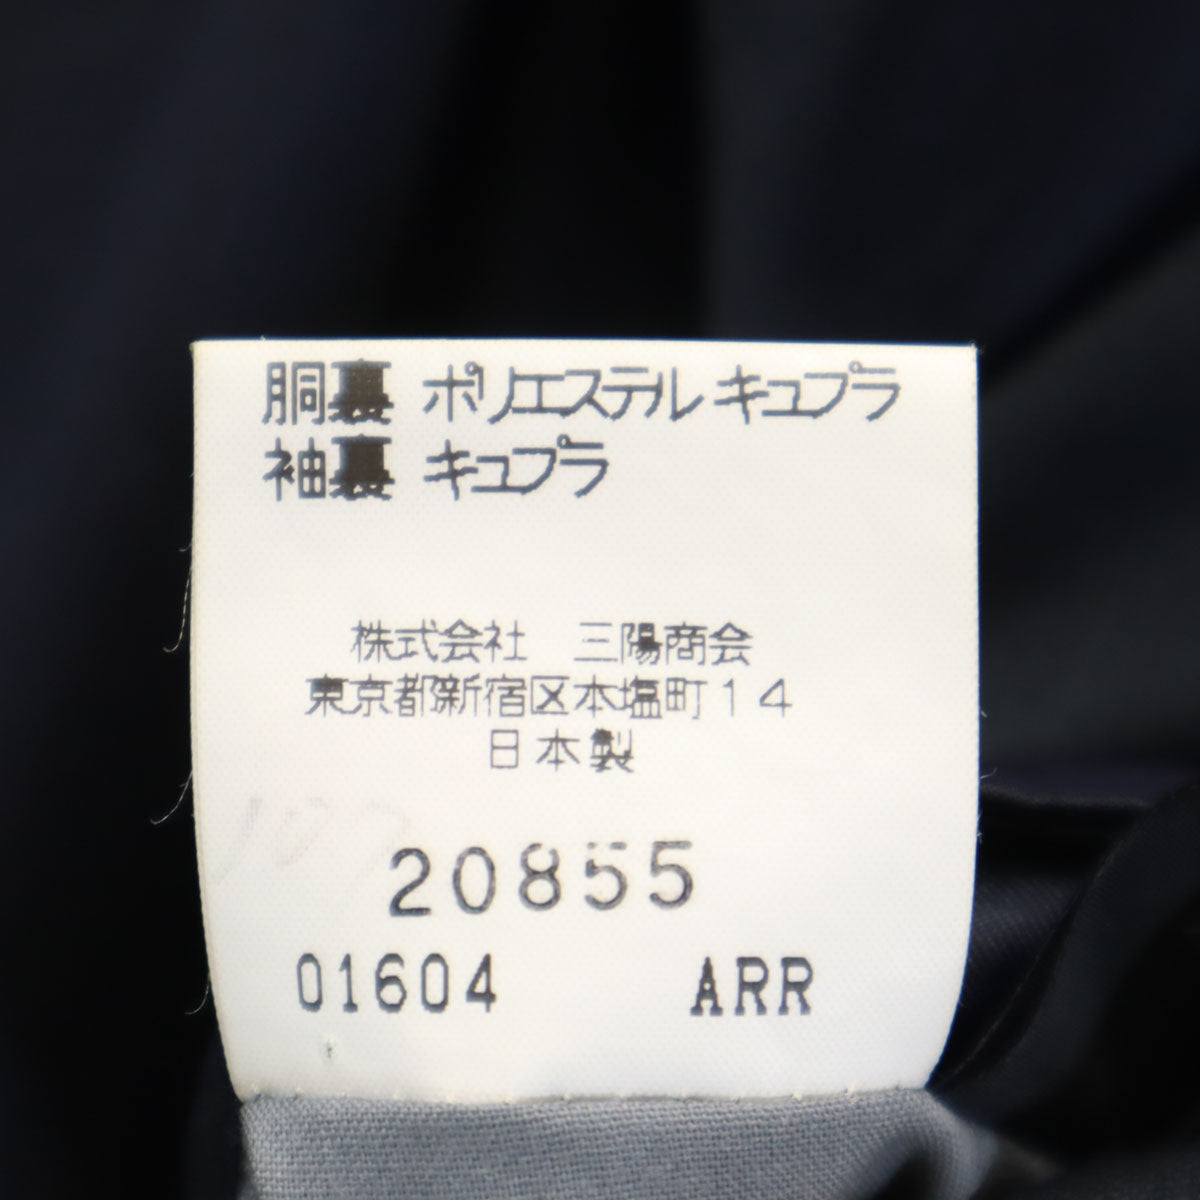 胴裏 ポリエステル キュプラ
袖裏 キュプラ
株式会社 三陽商会
東京都新宿区本塩町14
日本製
20855
01604 ARR